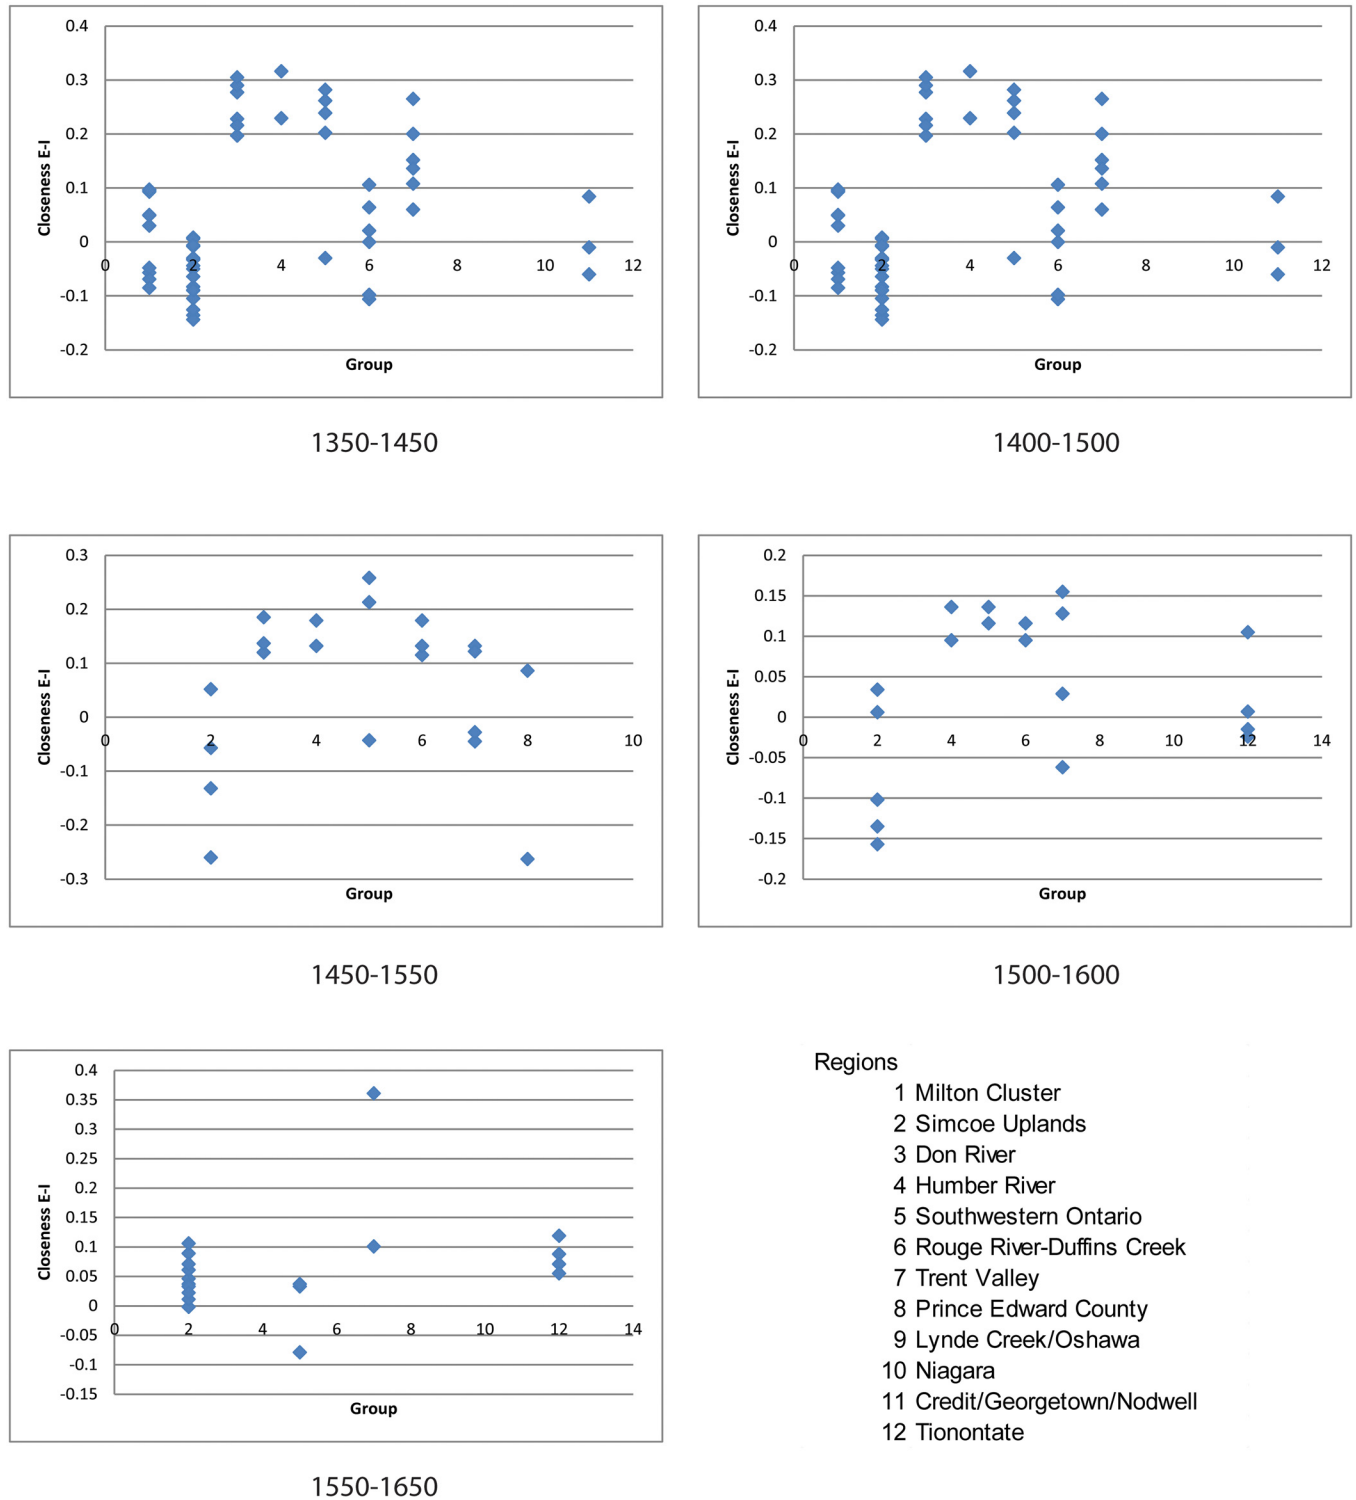 0.4
0.3
0.2
0.1
0
-0.1
-0.2
0 2 4 6 8 10 12
Closeness E-I
Group
1350-1450
0.4
0.3
0.2
0.1
0
-0.1
-0.2
0 2 4 6 8 10 12
Closeness E-I
Group
1400-1500
0.3
0.2
0.1
0
-0.1
-0.2
-0.3
0 2 4 6 8 10
Closeness E-I
Group
1450-1550
0.2
0.15
0.1
0.05
0
-0.05
-0.1
-0.15
-0.2
0 2 4 6 8 10 12 14
Closeness E-I
Group
1500-1600
0.4
0.35
0.3
0.25
0.2
0.15
0.1
0.05
0
-0.05
-0.1
-0.15
0 2 4 6 8 10 12 14
Closeness E-I
Group
1550-1650
Regions
1 Milton Cluster
2 Simcoe Uplands
3 Don River
4 Humber River
5 Southwestern Ontario
6 Rouge River-Duffins Creek
7 Trent Valley
8 Prince Edward County
9 Lynde Creek/Oshawa
10 Niagara
11 Credit/Georgetown/Nodwell
12 Tionontate